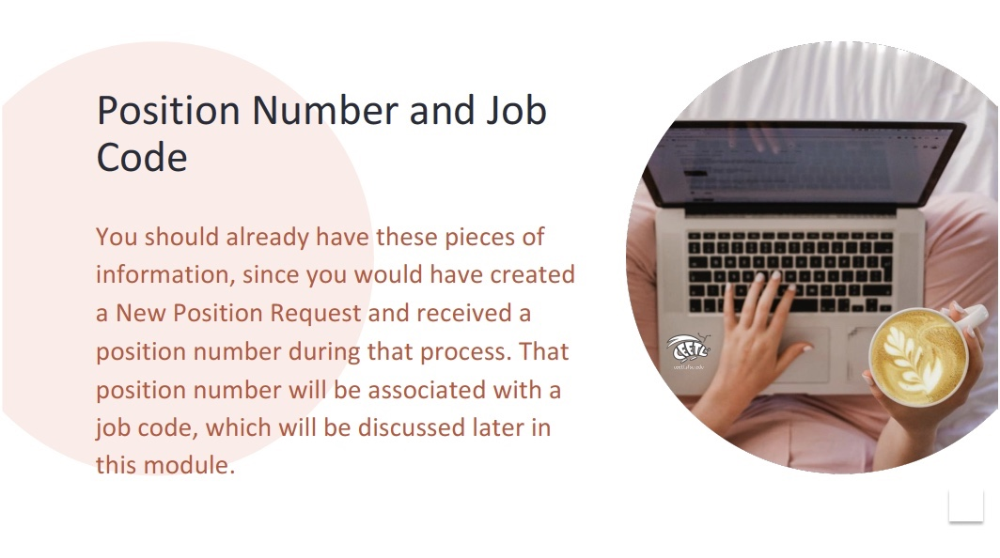 Position Number and Job
Code
You should already have these pieces of
information, since you would have created
a New Position Request and received a
position number during that process. That
position number will be associated with a
job code, which will be discussed later in
this module.
CEETL